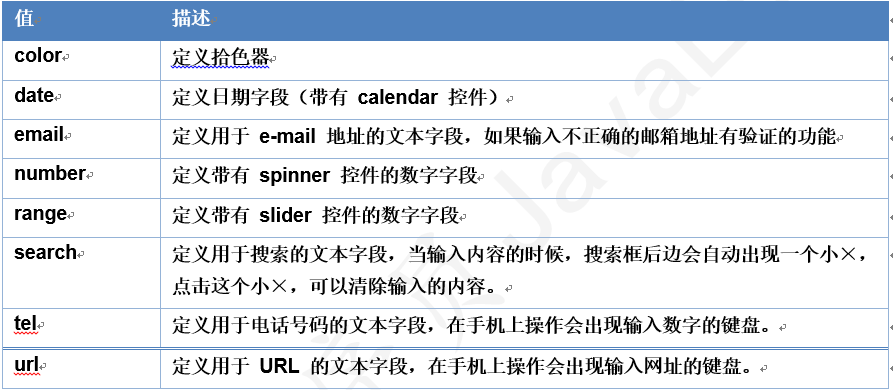 值 描述
color 定义拾色器
date 定义日期字段（带有 calendar 控件）
email 定义用于 e-mail 地址的文本字段，如果输入不正确的邮箱地址有验证的功能
number 定义带有 spinner 控件的数字字段
range 定义带有 slider 控件的数字字段
search 定义用于搜索的文本字段，当输入内容的时候，搜索框后边会自动出现一个小×，
点击这个小×，可以清除输入的内容。
tel 定义用于电话号码的文本字段，在手机上操作会出现输入数字的键盘。
url 定义用于 URL 的文本字段，在手机上操作会出现输入网址的键盘。